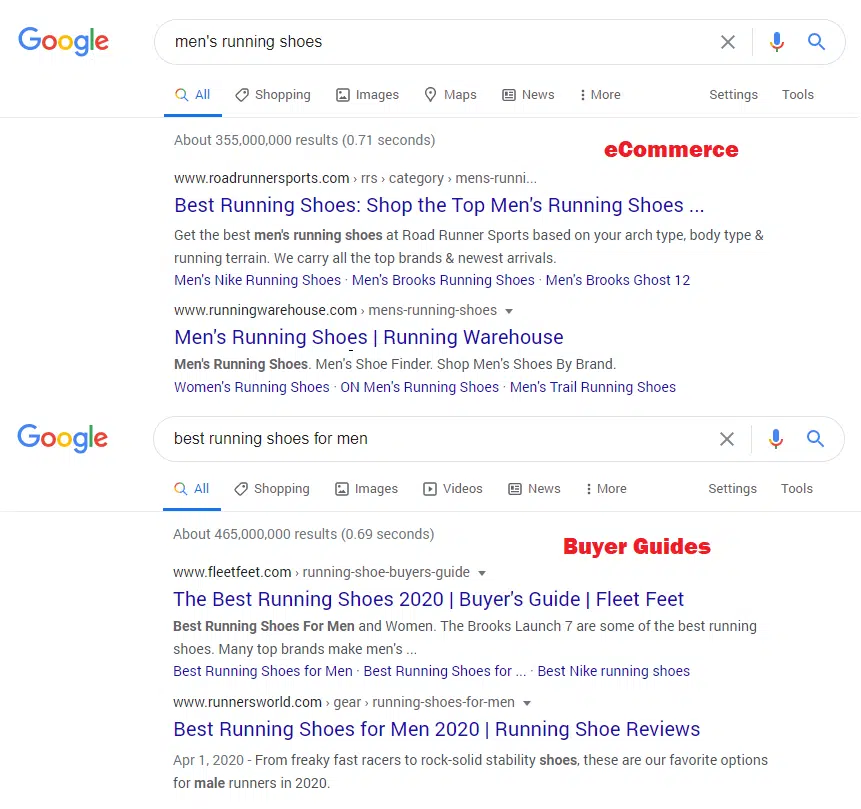 Google
men's running shoes
All Shopping Images Maps News More Settings Tools
About 355,000,000 results (0.71 seconds)
eCommerce
www.roadrunnersports.com › rrs › category › mens-runni...
Best Running Shoes: Shop the Top Men's Running Shoes ...
Get the best men's running shoes at Road Runner Sports based on your arch type, body type &
running terrain. We carry all the top brands & newest arrivals.
Men's Nike Running Shoes · Men's Brooks Running Shoes · Men's Brooks Ghost 12
www.runningwarehouse.com › mens-running-shoes
Men's Running Shoes | Running Warehouse
Men's Running Shoes. Men's Shoe Finder. Shop Men's Shoes By Brand.
Women's Running Shoes · ON Men's Running Shoes · Men's Trail Running Shoes
Google
best running shoes for men
All Shopping Images Videos News More Settings Tools
About 465,000,000 results (0.69 seconds)
Buyer Guides
www.fleetfeet.com › running-shoe-buyers-guide
The Best Running Shoes 2020 | Buyer's Guide | Fleet Feet
Best Running Shoes For Men and Women. The Brooks Launch 7 are some of the best running
shoes. Many top brands make men's ...
Best Running Shoes for Men · Best Running Shoes for ... · Best Nike running shoes
www.runnersworld.com › gear › running-shoes-for-men
Best Running Shoes for Men 2020 | Running Shoe Reviews
Apr 1, 2020 - From freaky fast racers to rock-solid stability shoes, these are our favorite options
for male runners in 2020.